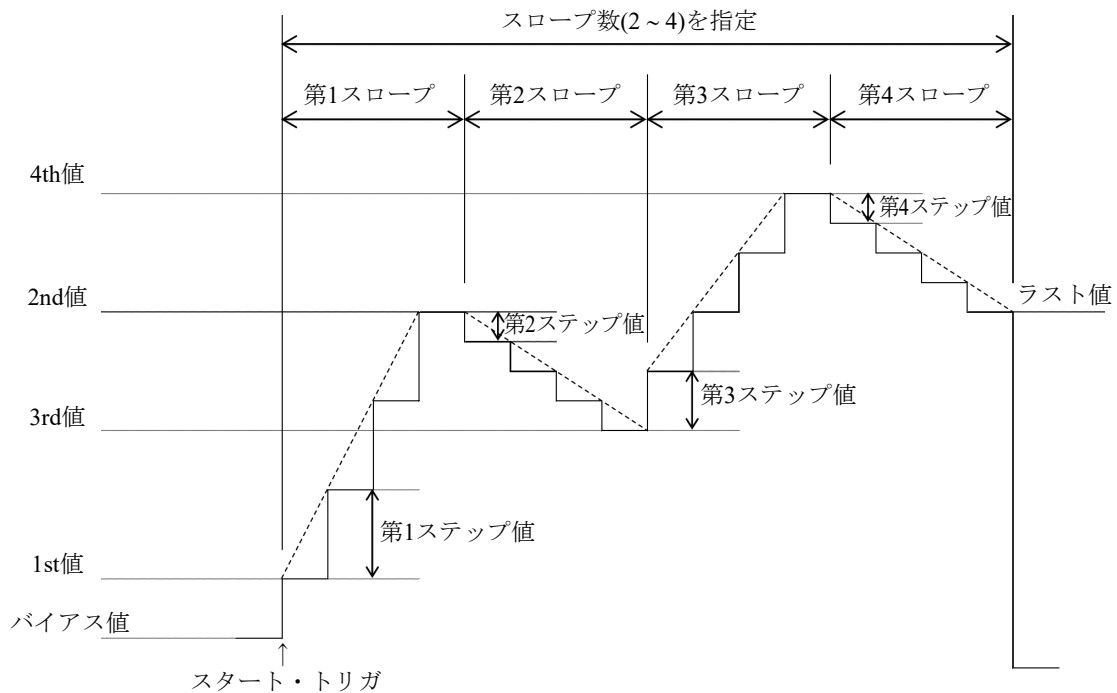 スロープ数(2 ~ 4)を指定
第1スロープ
第2スロープ
第3スロープ
第4スロープ
4th値
第4ステップ値
2nd値
ラスト値
第2ステップ値
第3ステップ値
3rd値
第1ステップ値
1st値
バイアス値
スタート・トリガ